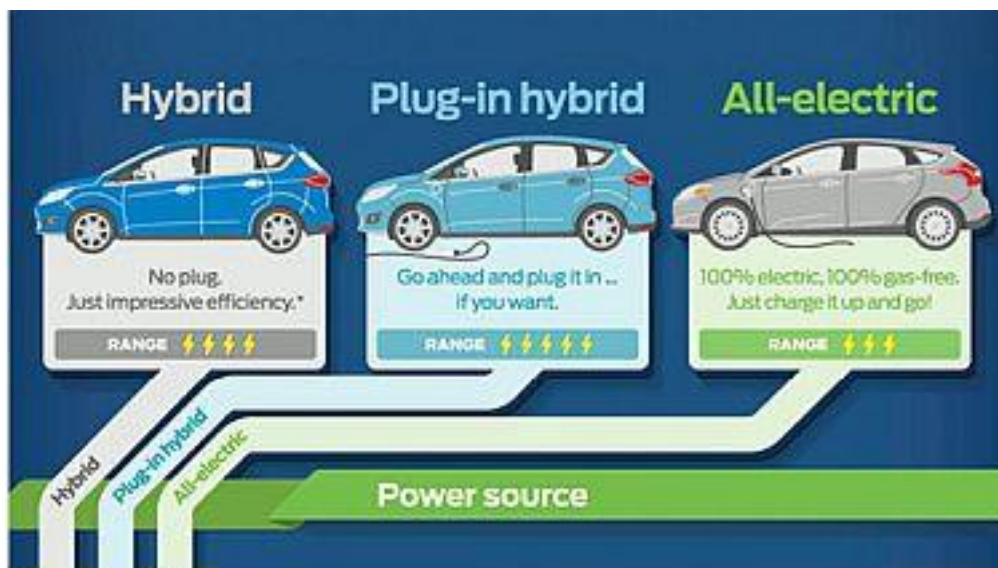 Hybrid
Plug-in hybrid
All-electric
No plug.
Just impressive efficiency.*
RANGE
Go ahead and plug it in ...
if you want.
RANGE
100% electric, 100% gas-free.
Just charge it up and go!
RANGE
Hybrid
Plug-in hybrid
All-electric
Power source